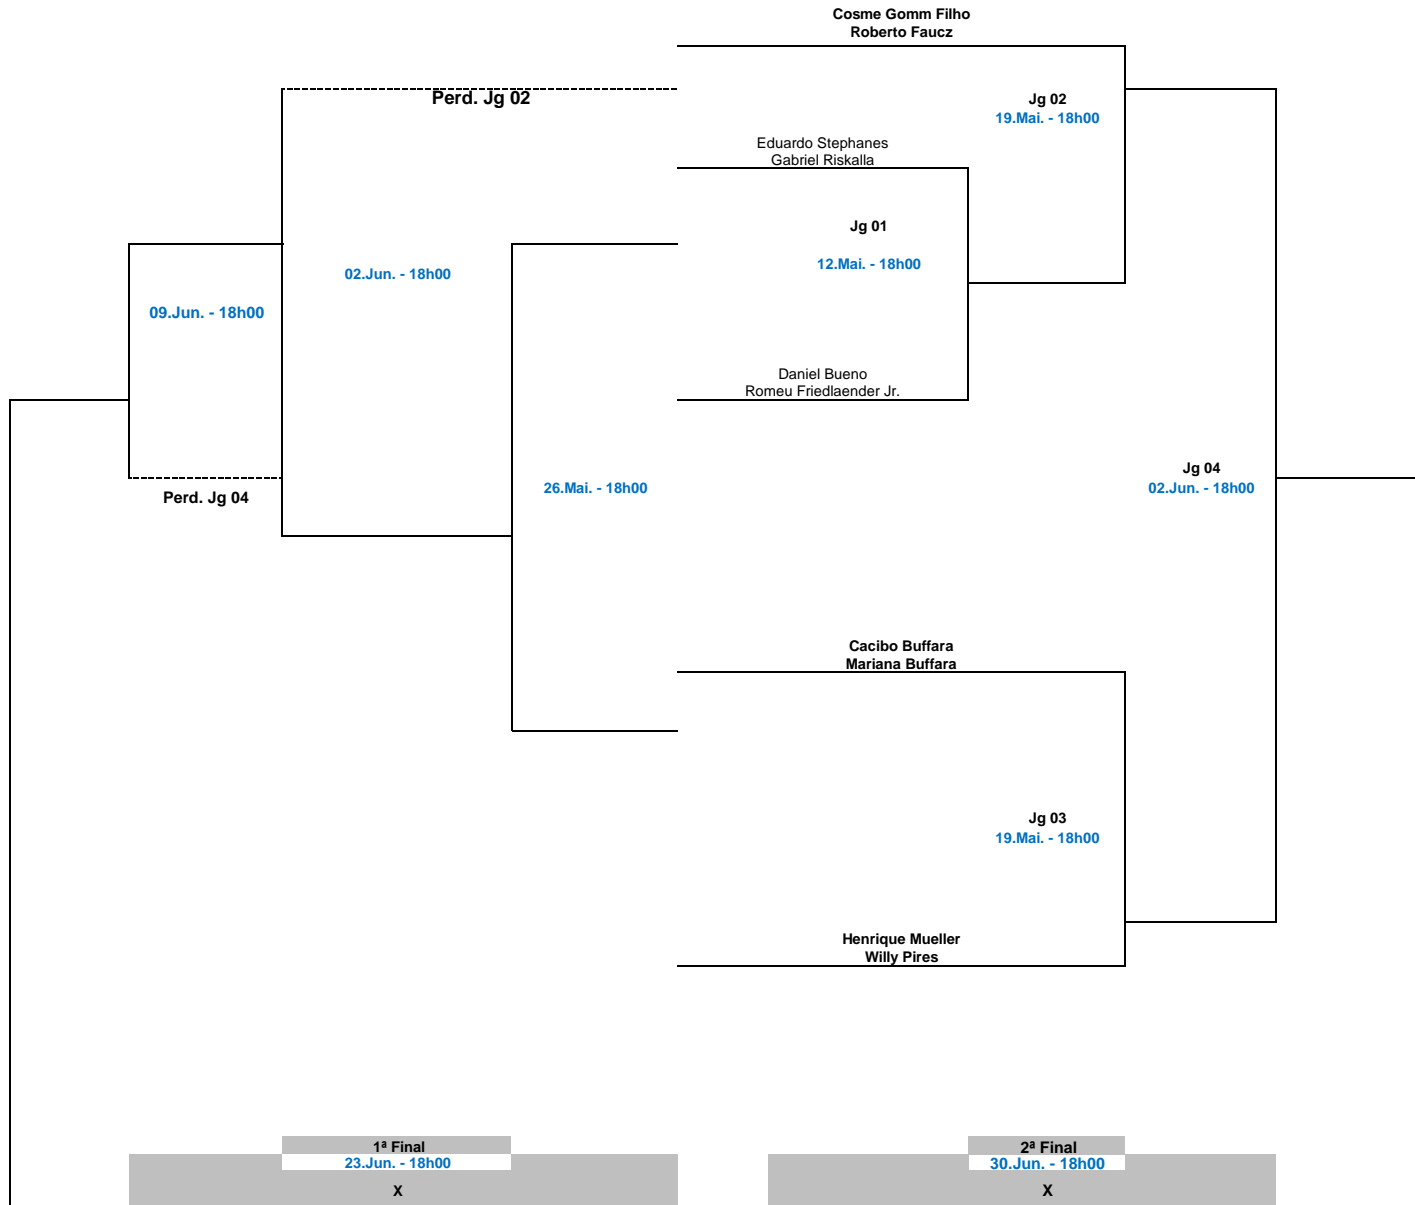 Cosme Gomm Filho
Roberto Faucz
Perd. Jg 02
Jg 02
19.Mai. - 18h00
Eduardo Stephanes
Gabriel Riskalla
Jg 01
12.Mai. - 18h00
02.Jun. - 18h00
09.Jun. - 18h00
Daniel Bueno
Romeu Friedlaender Jr.
Perd. Jg 04
26.Mai. - 18h00
Jg 04
02.Jun. - 18h00
Cacibo Buffara
Mariana Buffara
Jg 03
19.Mai. - 18h00
Henrique Mueller
Willy Pires
1ª Final
23.Jun. - 18h00
X
2ª Final
30.Jun. - 18h00
X